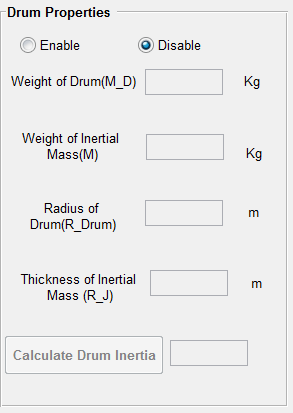 Drum Properties
Enable Disable
Weight of Drum(M_D) Kg
Weight of Inertial
Mass(M) Kg
Radius of
Drum(R_Drum) m
Thickness of Inertial
Mass (R_J) m
Calculate Drum Inertia